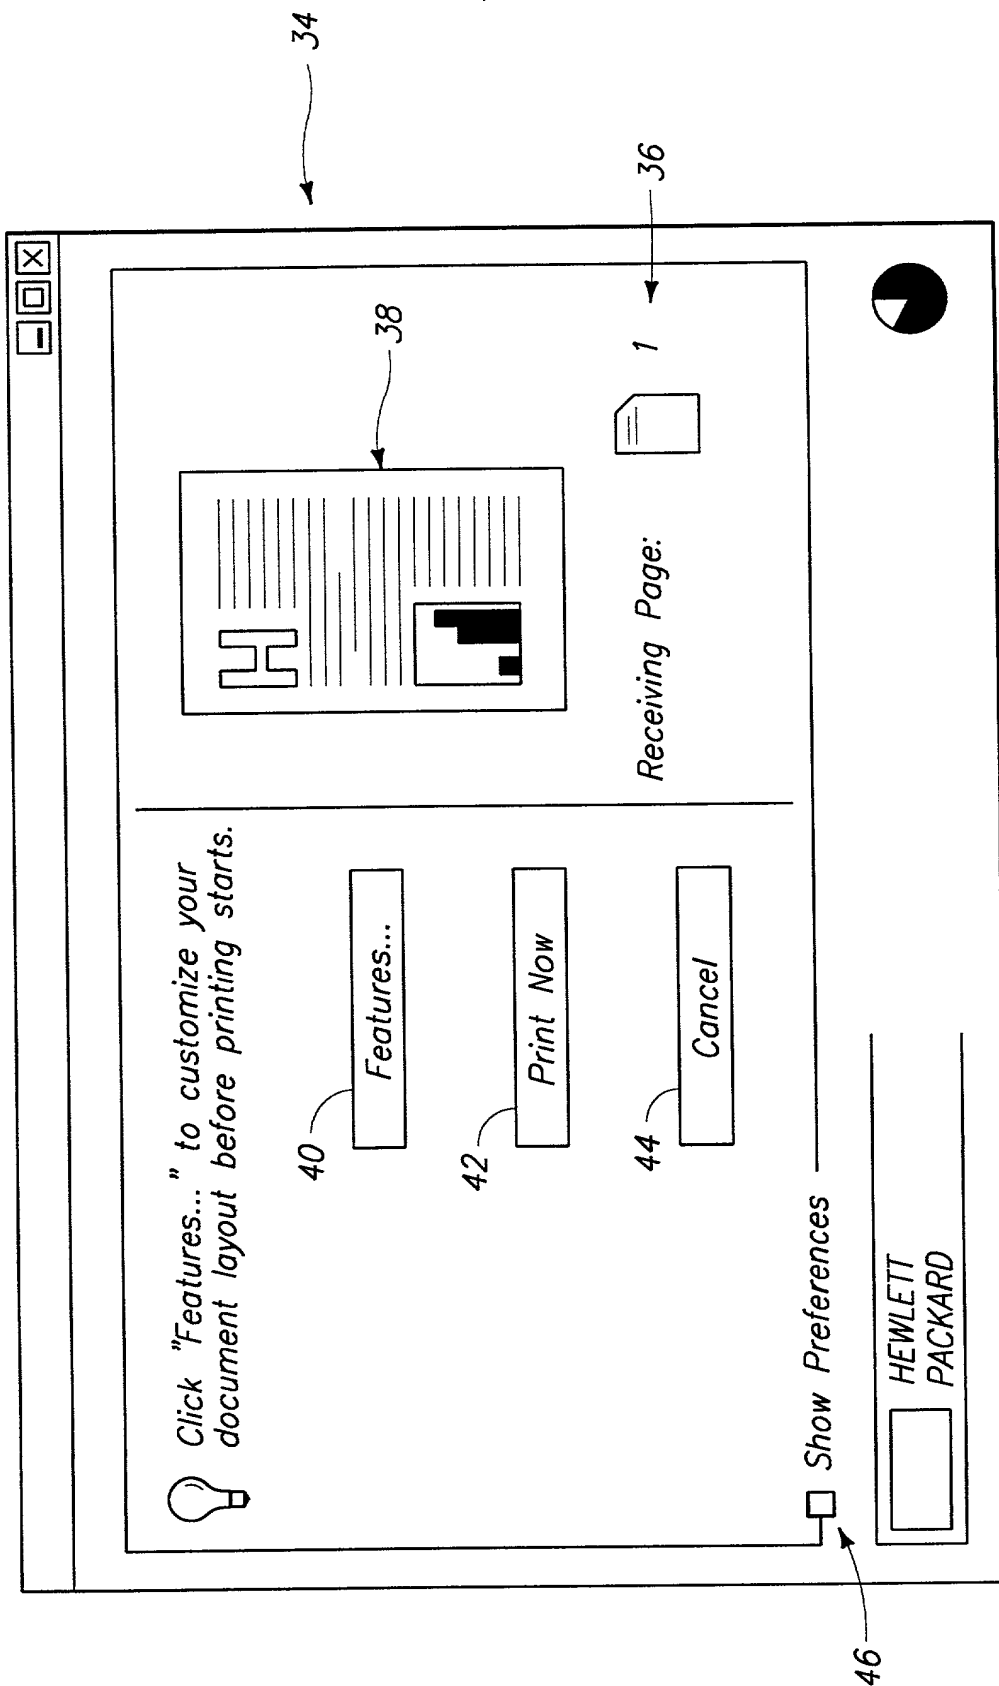 34
Click "Features..." to customize your
document layout before printing starts.
38
40
Features...
42
Print Now
44
Cancel
H
Receiving Page:
1
36
46
Show Preferences
HEWLETT
PACKARD